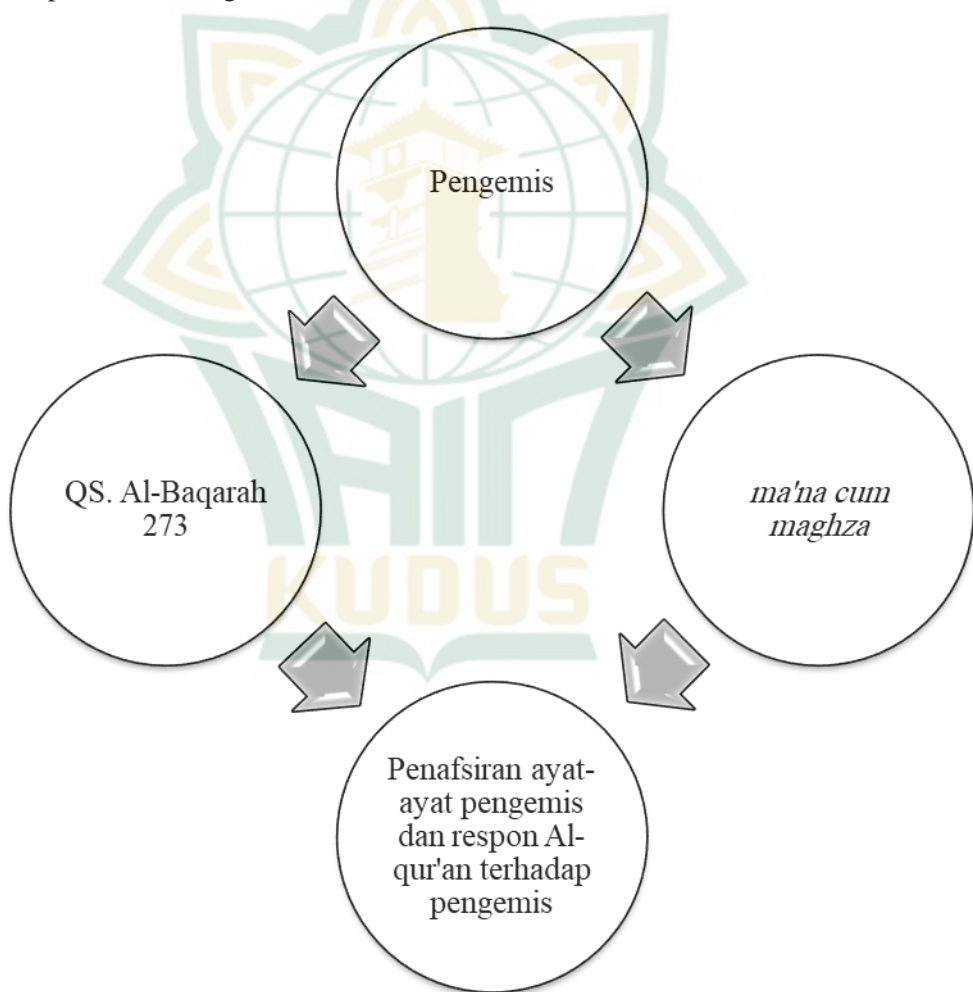 Pengemis
QS. Al-Baqarah
273
ma'na cum
maghza
IAIN
KUDUS
Penafsiran ayat-
ayat pengemis
dan respon Al-
qur'an terhadap
pengemis